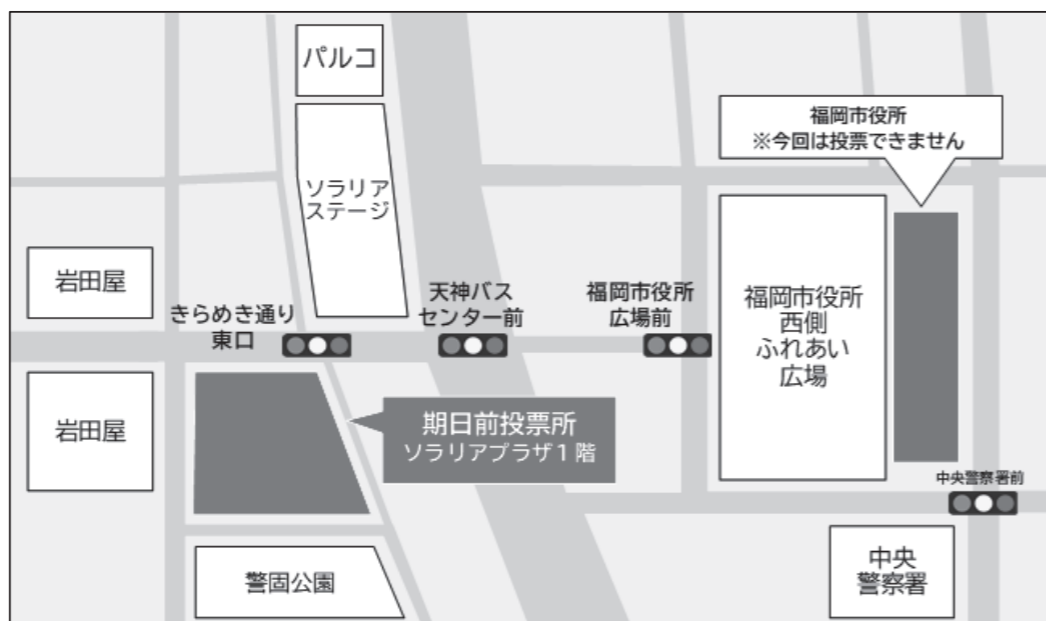 パルコ
ソラリア
ステージ
福岡市役所
※今回は投票できません
岩田屋
きらめき通り
東口
天神バス
センター前
福岡市役所
広場前
福岡市役所
西側
ふれあい
広場
岩田屋
期日前投票所
ソラリアプラザ1階
中央警察署前
警固公園
中央
警察署